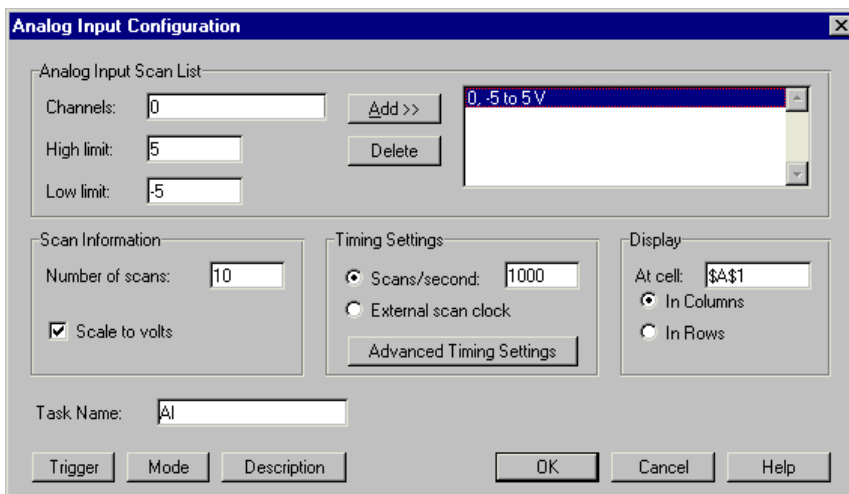 Analog Input Configuration
Analog Input Scan List
Channels: 0 Add >> 0, -5 to 5 V
High limit: 5 Delete
Low limit: -5
Scan Information
Number of scans: 10
Scale to volts
Timing Settings
Scans/second: 1000
External scan clock
Advanced Timing Settings
Display
At cell: $A$1
In Columns
In Rows
Task Name: AI
Trigger Mode Description OK Cancel Help